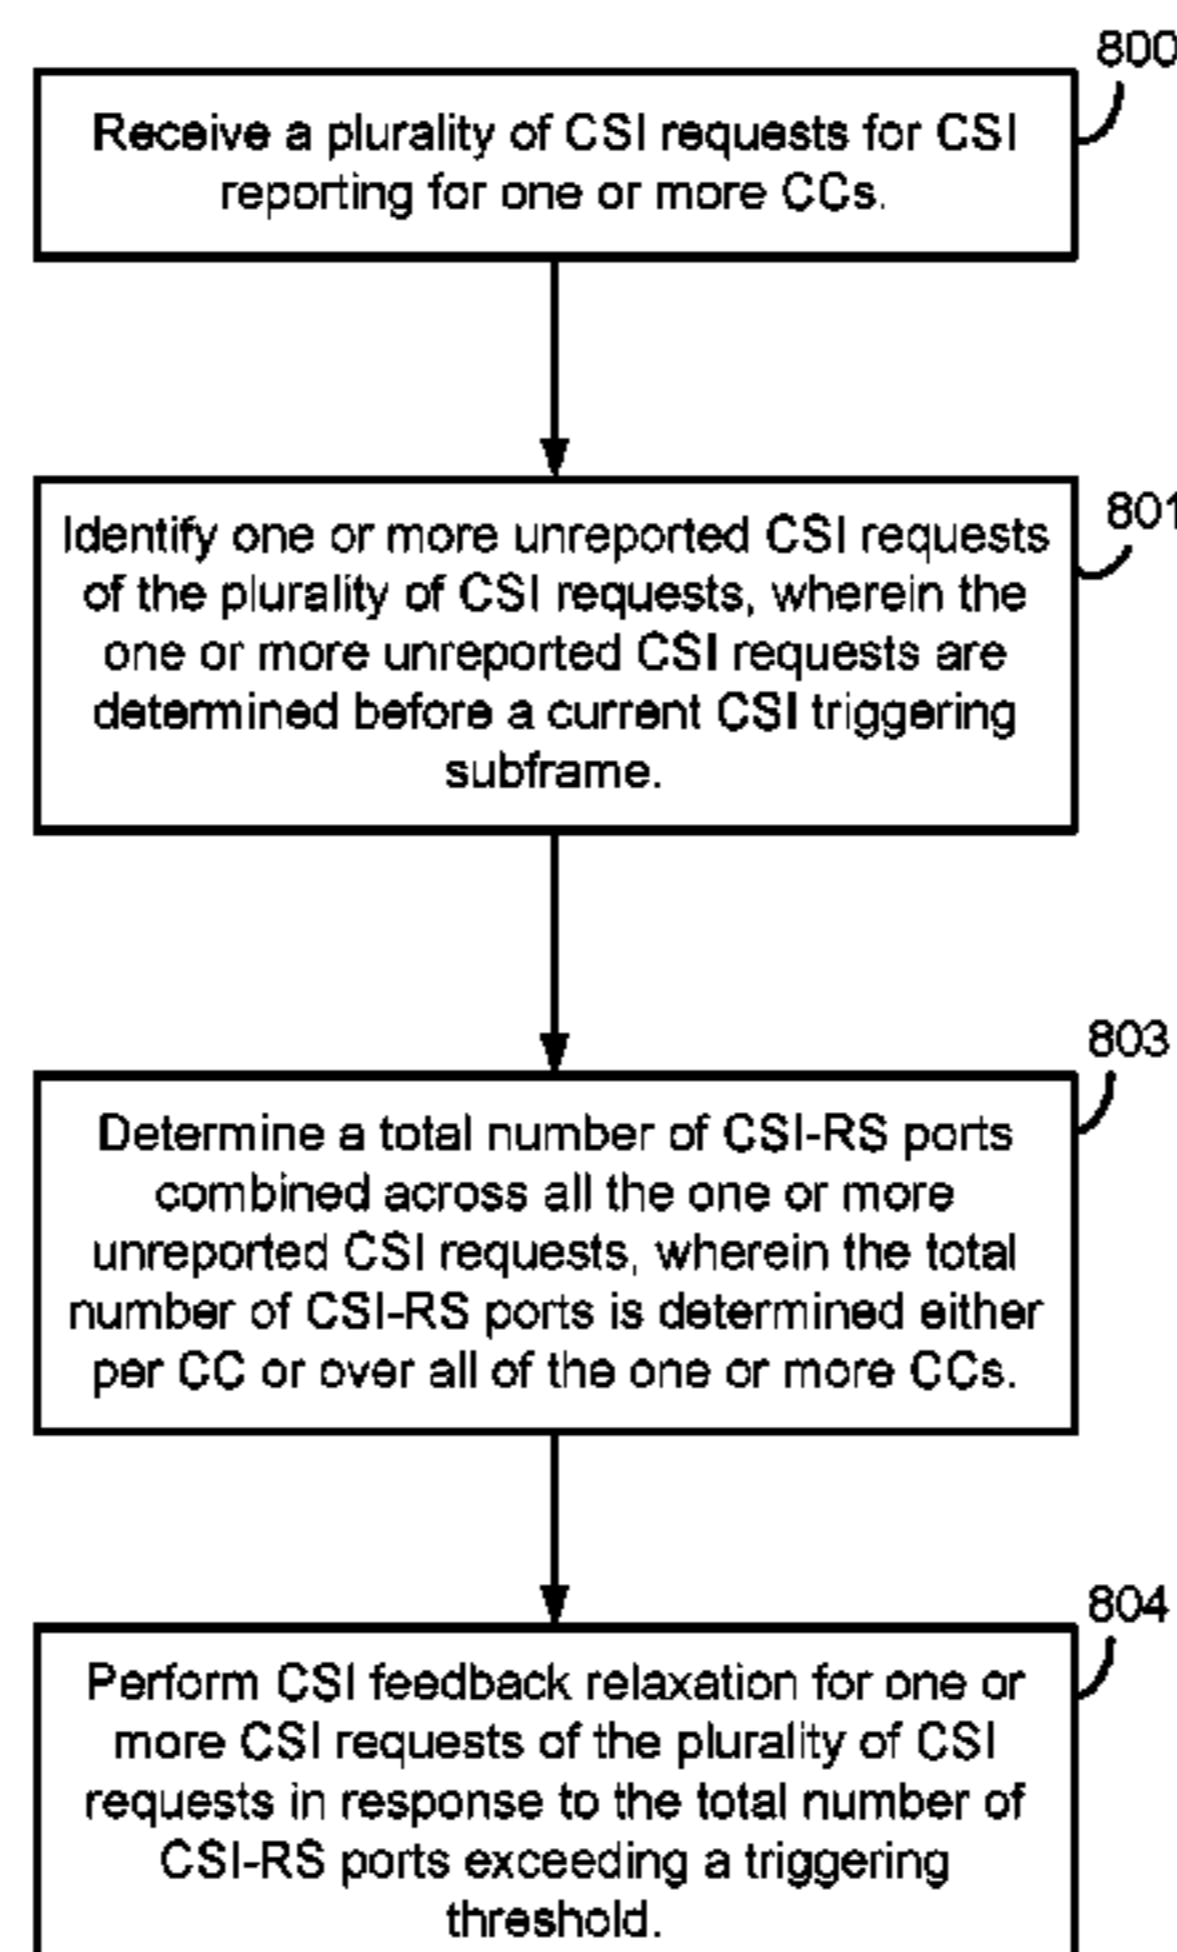 800
Receive a plurality of CSI requests for CSI
reporting for one or more CCs.
801
Identify one or more unreported CSI requests
of the plurality of CSI requests, wherein the
one or more unreported CSI requests are
determined before a current CSI triggering
subframe.
803
Determine a total number of CSI-RS ports
combined across all the one or more
unreported CSI requests, wherein the total
number of CSI-RS ports is determined either
per CC or over all of the one or more CCs.
804
Perform CSI feedback relaxation for one or
more CSI requests of the plurality of CSI
requests in response to the total number of
CSI-RS ports exceeding a triggering
threshold.